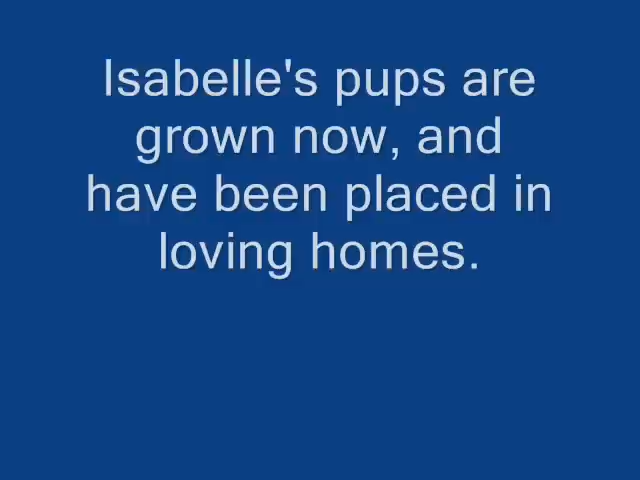 Isabelle's pups are
grown now, and
have been placed in
loving homes.